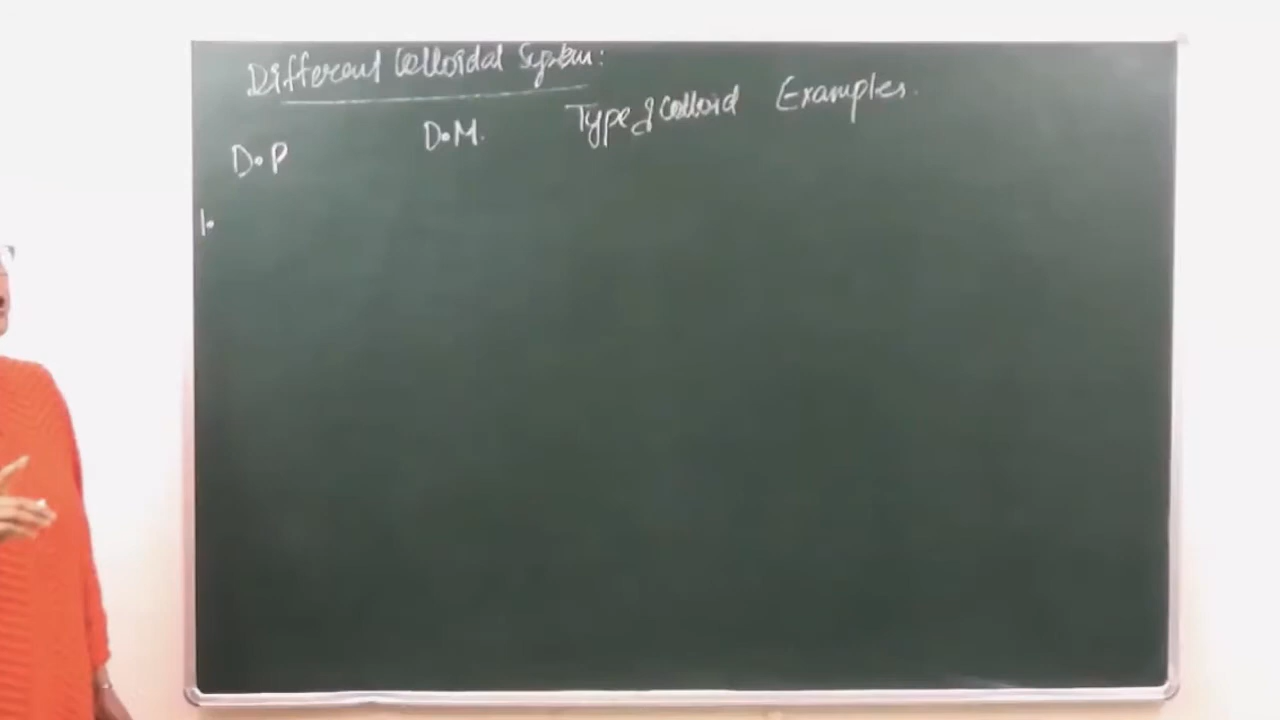 Different Colloidal System:
D.P D.M. Type of Colloid Examples.
1.